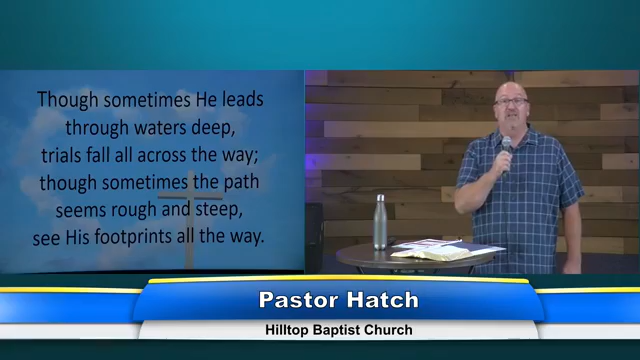 Though sometimes He leads
through waters deep,
trials fall all across the way;
though sometimes the path
seems rough and steep,
see His footprints all the way.
Pastor Hatch
Hilltop Baptist Church